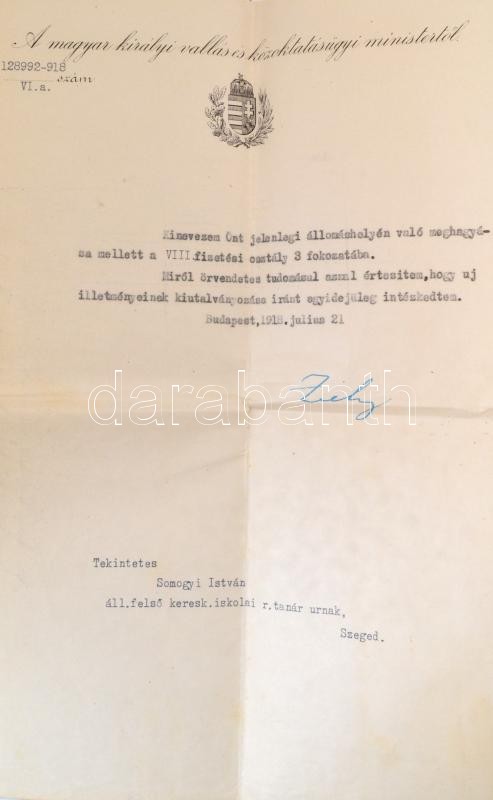 A magyar királyi vallás és közoktatásügyi ministertől.
128992-918
szám
VI.a.
Kinevezem Önt jelenlegi állomáshelyén való meghagyá-
sa mellett a VIII.fizetési osztály 3 fokozatába.
Miről örvendetes tudomásul azzal értesitem,hogy uj
illetményeinek kiutalványozása iránt egyidejüleg intézkedtem.
Budapest,1918.julius 21
Zichy
darabanth
Tekintetes
Somogyi István
áll.felső keresk.iskolai r.tanár urnak,
Szeged.